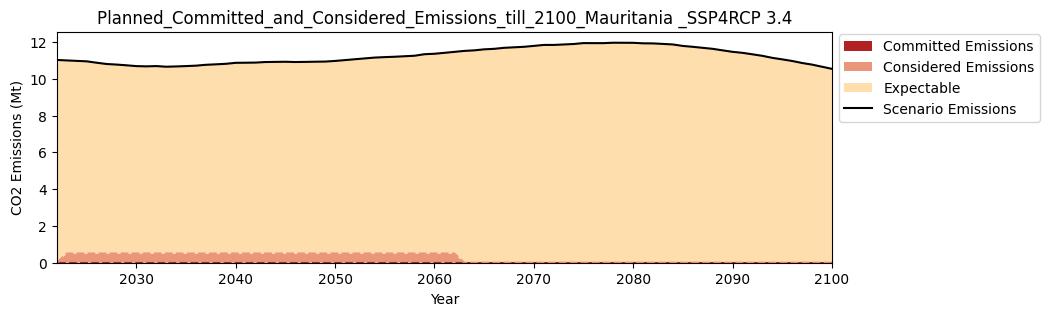 Planned_Committed_and_Considered_Emissions_till_2100_Mauritania _SSP4RCP 3.4
CO2 Emissions (Mt)
12
10
8
6
4
2
0
2030 2040 2050 2060 2070 2080 2090 2100
Year
Committed Emissions
Considered Emissions
Expectable
Scenario Emissions